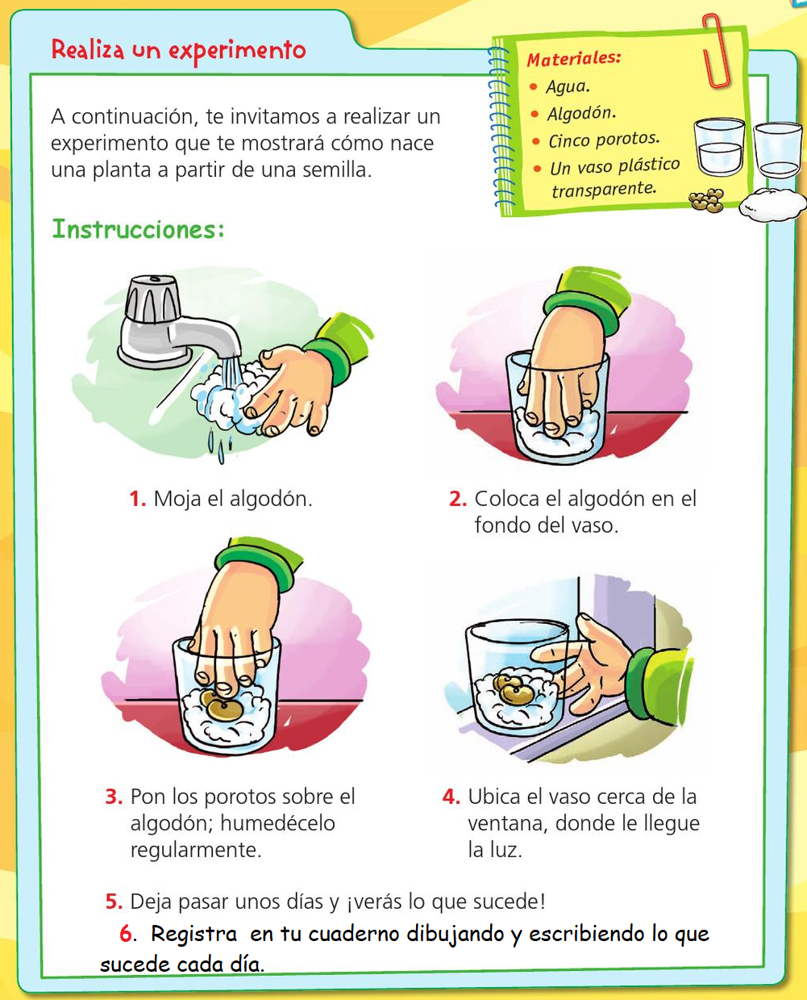 Realiza un experimento
Materiales:
• Agua.
• Algodón.
• Cinco porotos.
• Un vaso plástico
transparente.
A continuación, te invitamos a realizar un
experimento que te mostrará cómo nace
una planta a partir de una semilla.
Instrucciones:
1. Moja el algodón.
2. Coloca el algodón en el
fondo del vaso.
3. Pon los porotos sobre el
algodón; humedécelo
regularmente.
4. Ubica el vaso cerca de la
ventana, donde le llegue
la luz.
5. Deja pasar unos días y ¡verás lo que sucede!
6. Registra en tu cuaderno dibujando y escribiendo lo que
sucede cada día.